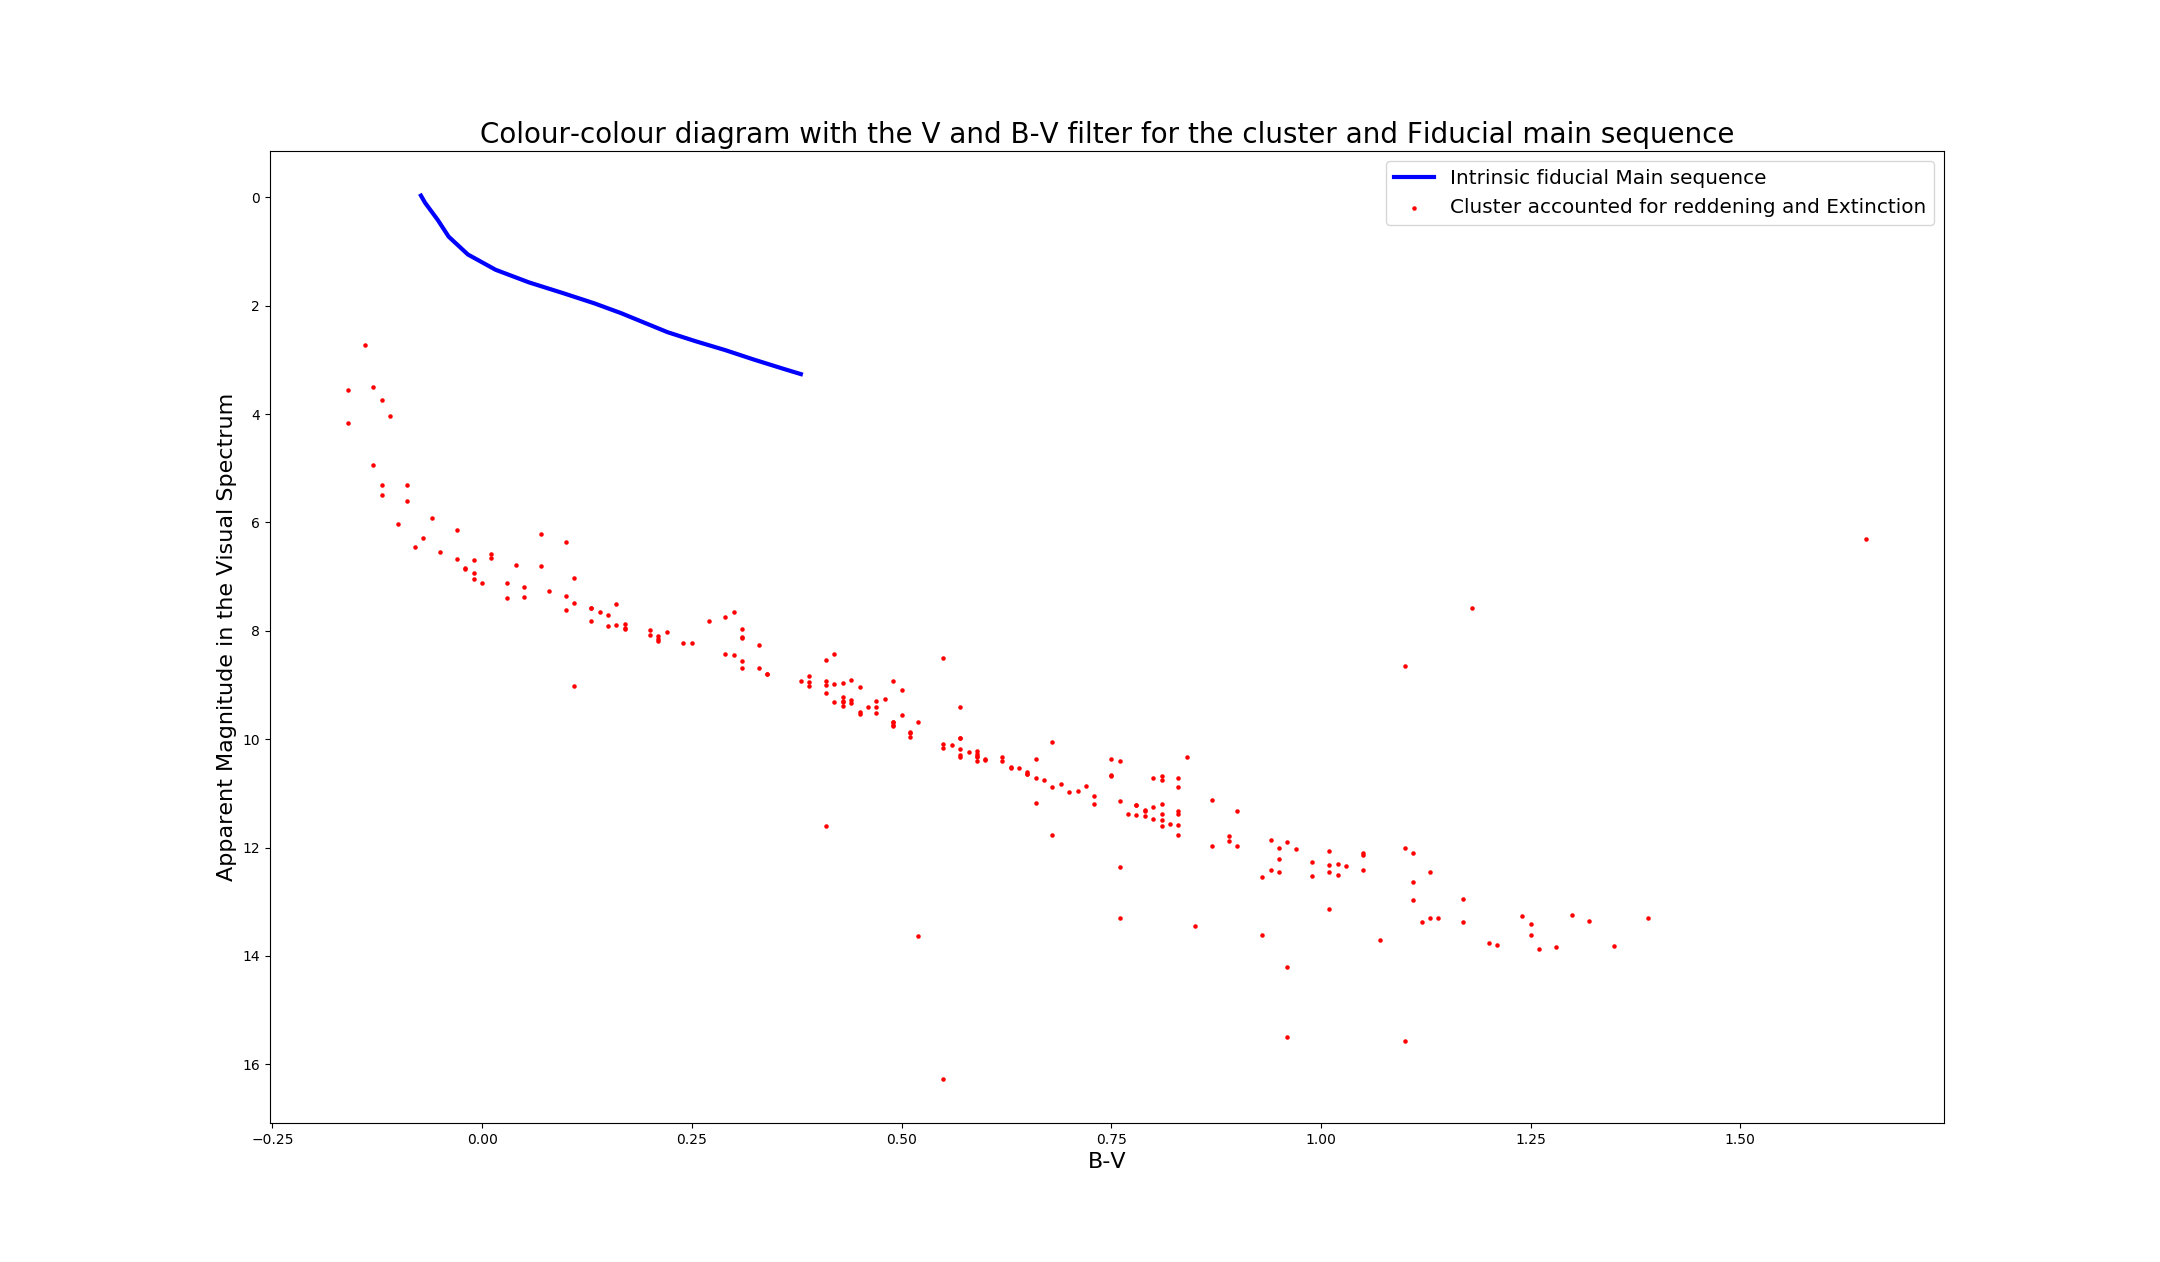 Colour-colour diagram with the V and B-V filter for the cluster and Fiducial main sequence
Intrinsic fiducial Main sequence
Cluster accounted for reddening and Extinction
Apparent Magnitude in the Visual Spectrum
0
2
4
6
8
10
12
14
16
−0.25 0.00 0.25 0.50 0.75 1.00 1.25 1.50
B-V